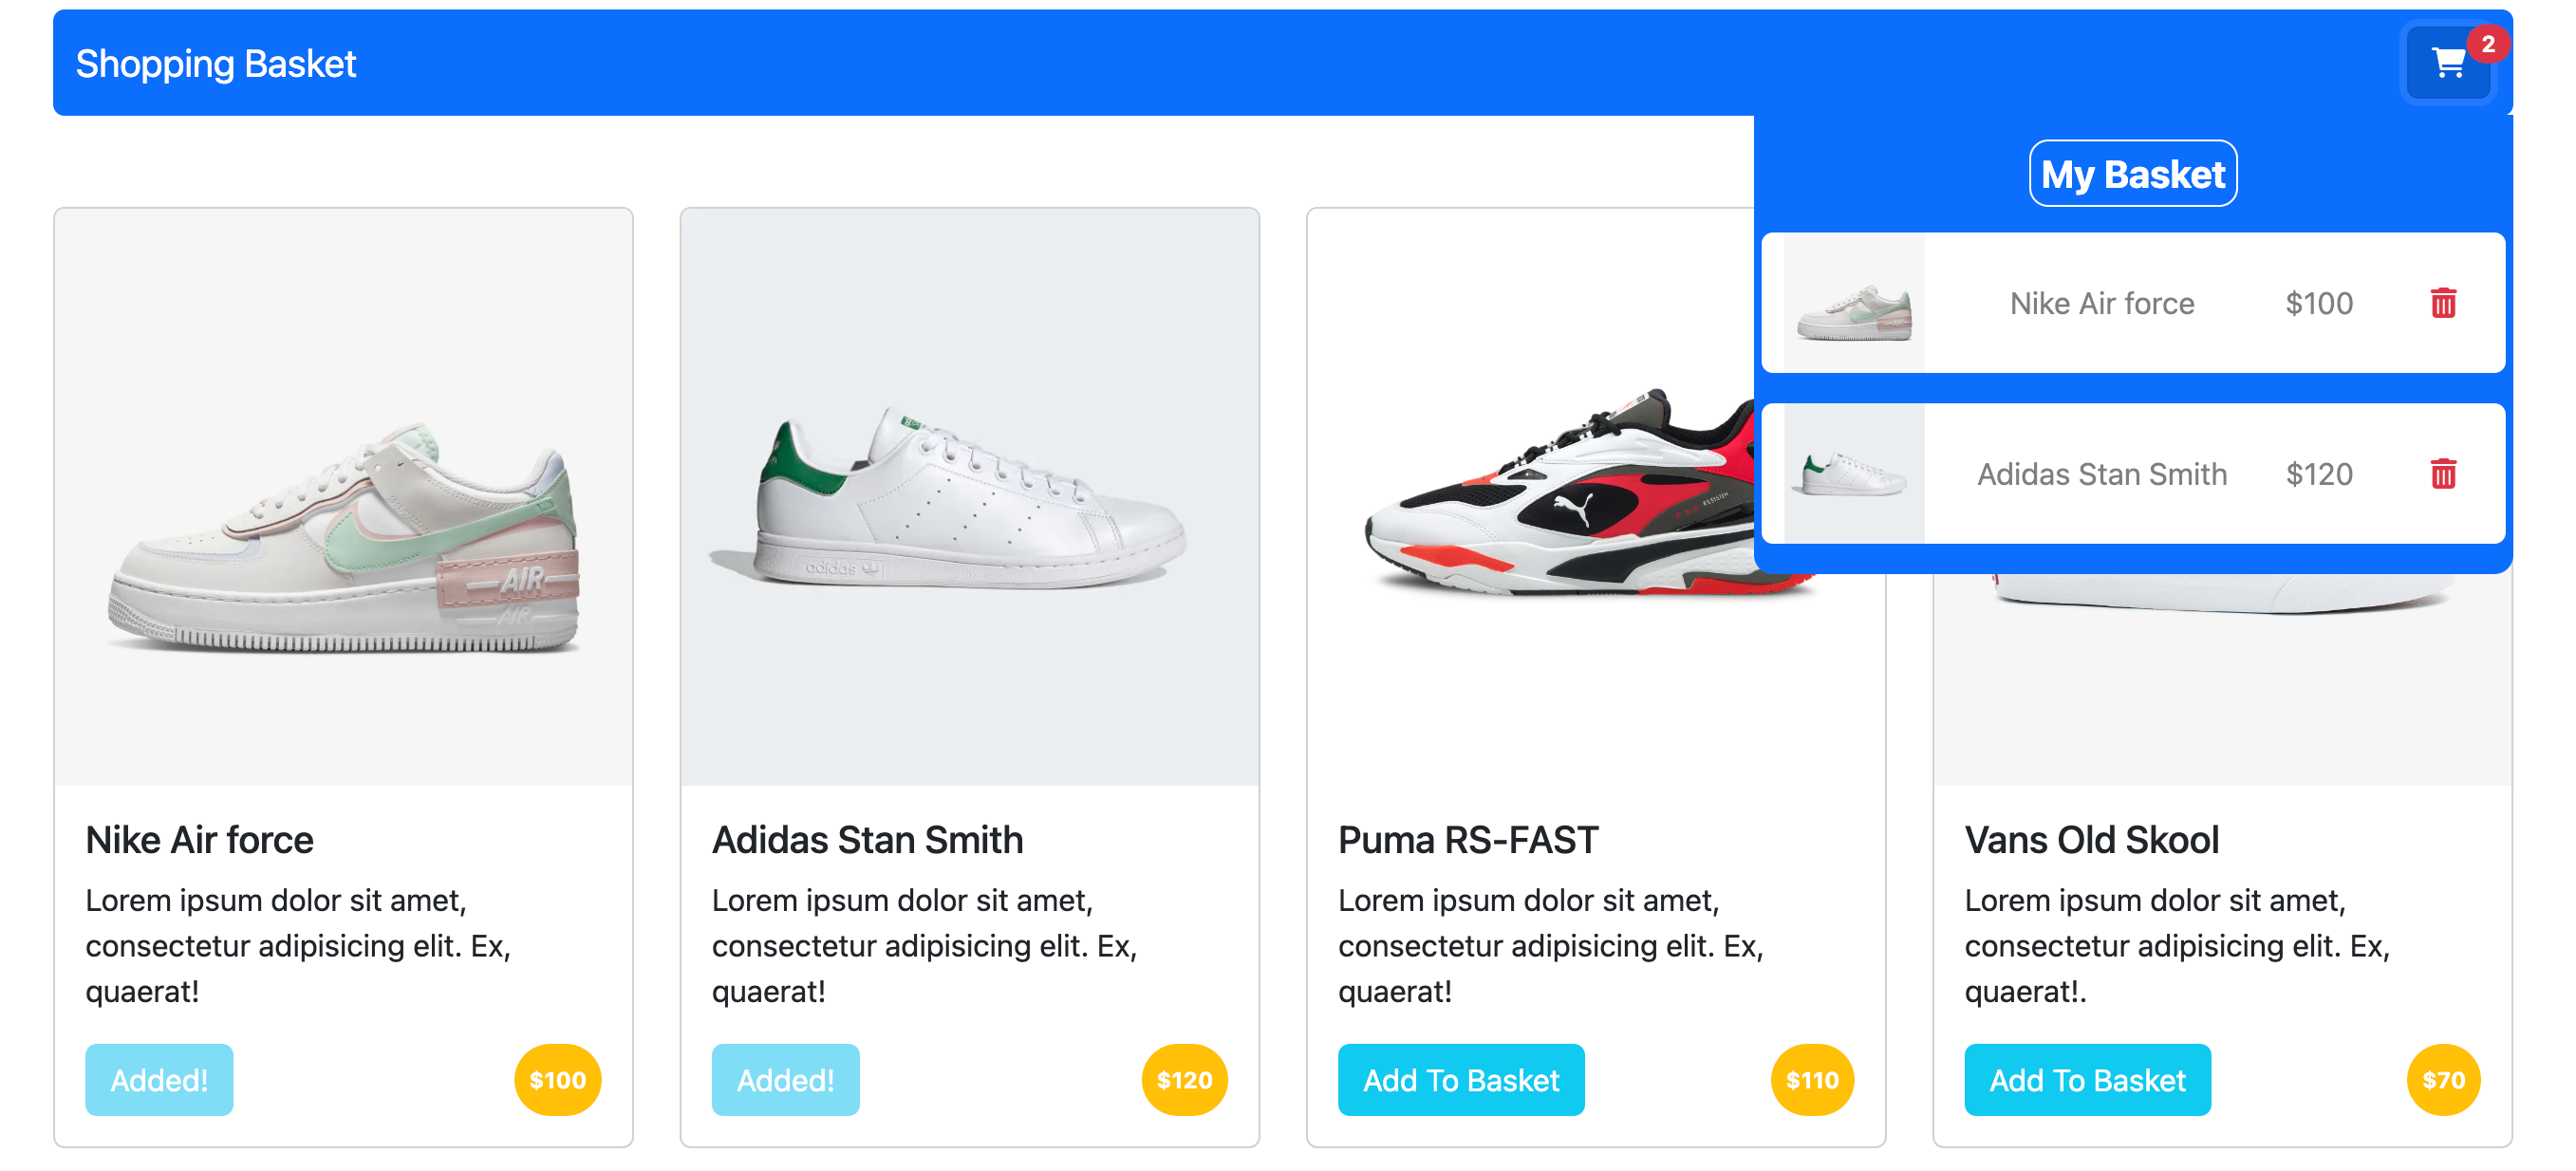 Shopping Basket
2
My Basket
Nike Air force $100
Adidas Stan Smith $120
AIR
AIR
adidas
Nike Air force
Lorem ipsum dolor sit amet,
consectetur adipisicing elit. Ex,
quaerat!
Added! $100
Adidas Stan Smith
Lorem ipsum dolor sit amet,
consectetur adipisicing elit. Ex,
quaerat!
Added! $120
Puma RS-FAST
Lorem ipsum dolor sit amet,
consectetur adipisicing elit. Ex,
quaerat!
Add To Basket $110
Vans Old Skool
Lorem ipsum dolor sit amet,
consectetur adipisicing elit. Ex,
quaerat!.
Add To Basket $70